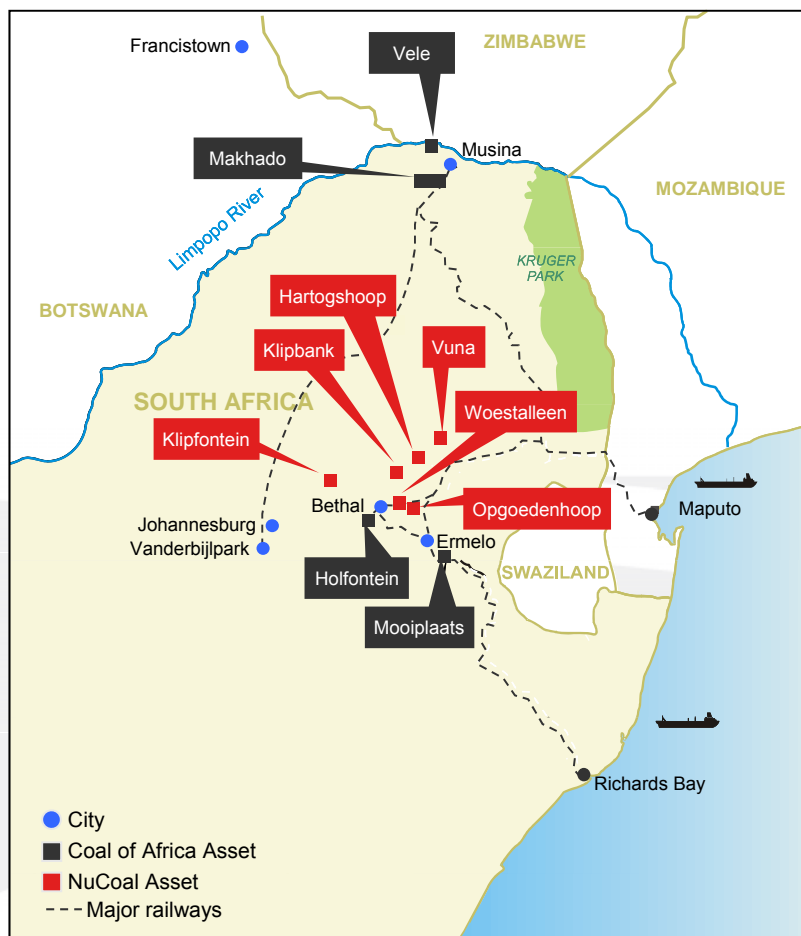 Francistown
ZIMBABWE
Vele
Musina
Makhado
MOZAMBIQUE
Limpopo River
KRUGER
PARK
BOTSWANA
Hartogshoop
Klipbank
Vuna
SOUTH AFRICA
Woestalleen
Klipfontein
Bethal
Opgoedenhoop
Maputo
Johannesburg
Vanderbijlpark
Ermelo
Holfontein
SWAZILAND
Mooiplaats
Richards Bay
City
Coal of Africa Asset
NuCoal Asset
Major railways